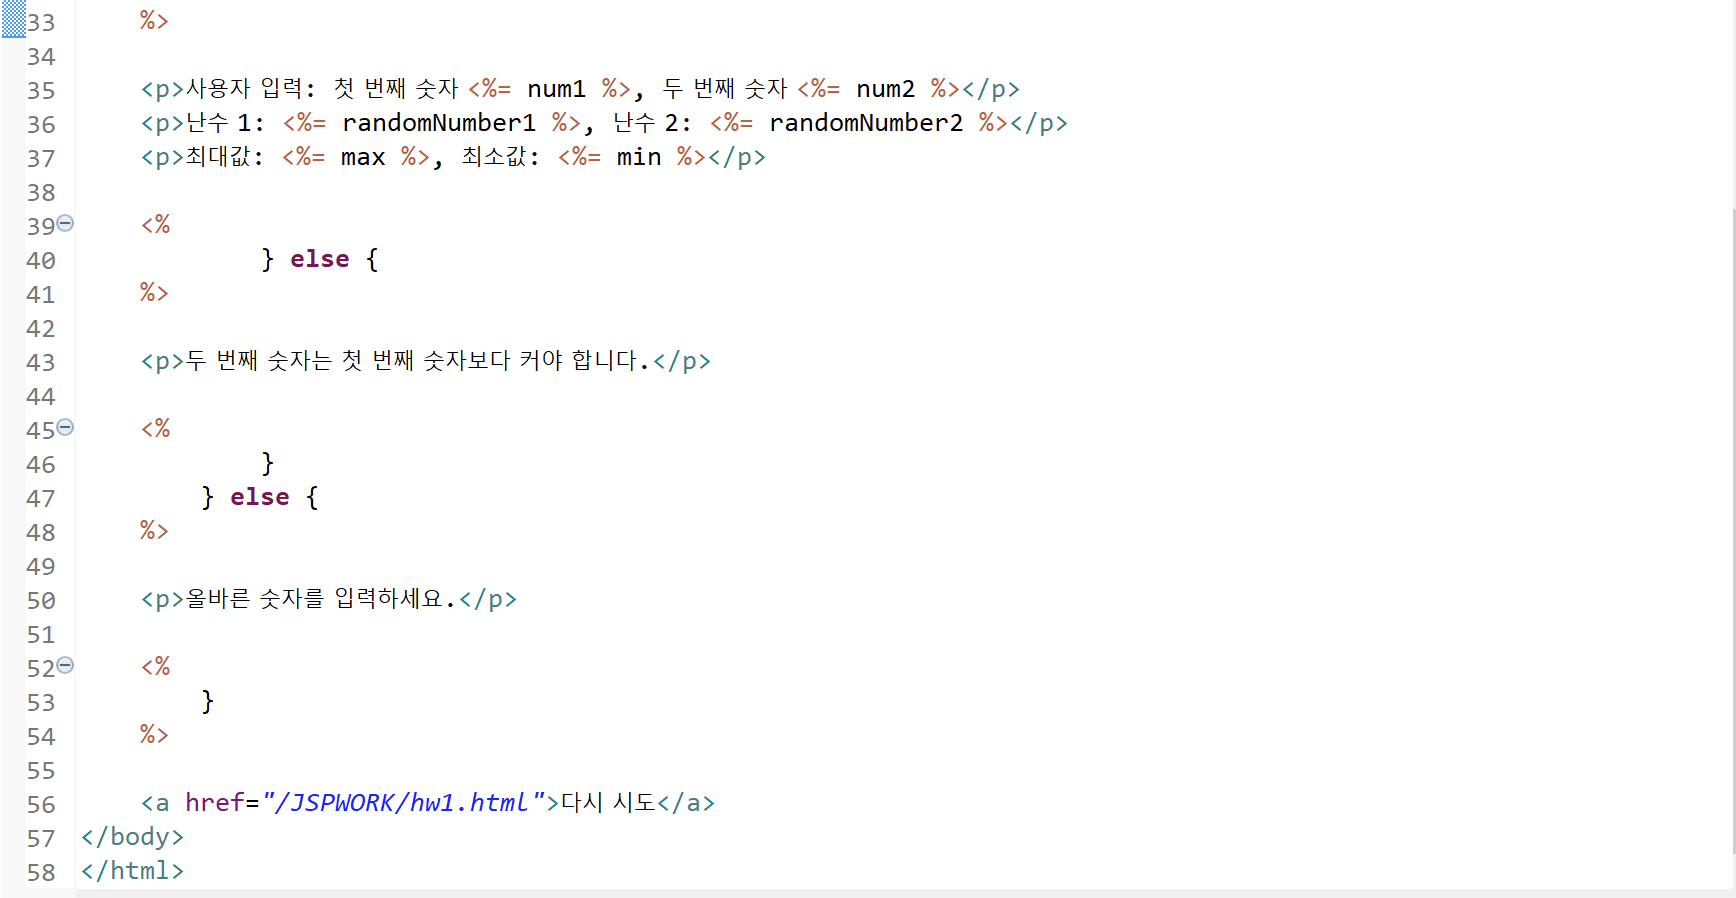 33 %>
34
35 <p>사용자 입력: 첫 번째 숫자 <%= num1 %>, 두 번째 숫자 <%= num2 %></p>
36 <p>난수 1: <%= randomNumber1 %>, 난수 2: <%= randomNumber2 %></p>
37 <p>최대값: <%= max %>, 최소값: <%= min %></p>
38
39 <%
40 } else {
41 %>
42
43 <p>두 번째 숫자는 첫 번째 숫자보다 커야 합니다.</p>
44
45 <%
46 }
47 } else {
48 %>
49
50 <p>올바른 숫자를 입력하세요.</p>
51
52 <%
53 }
54 %>
55
56 <a href="/JSPWORK/hw1.html">다시 시도</a>
57 </body>
58 </html>